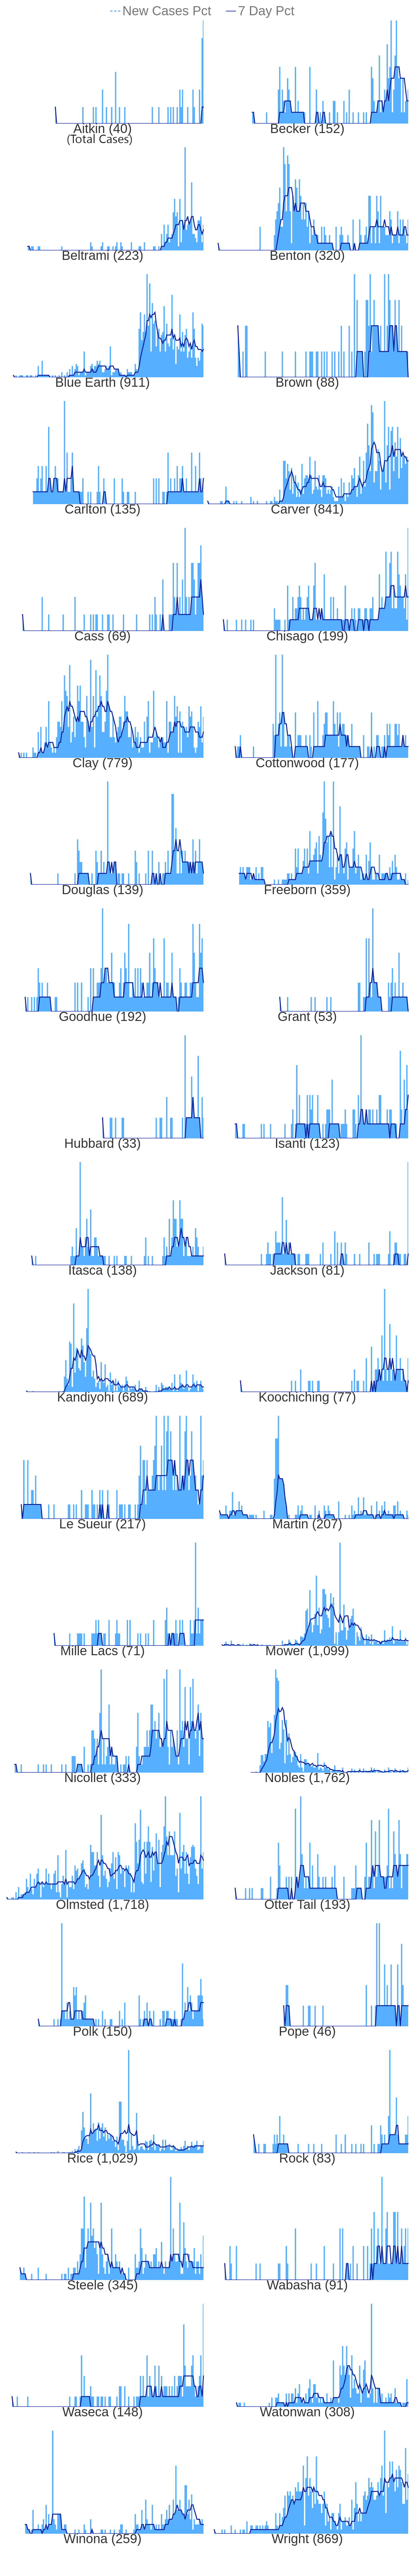 New Cases Pct 7 Day Pct
Aitkin (40) Becker (152)
(Total Cases)
Beltrami (223) Benton (320)
Blue Earth (911) Brown (88)
Carlton (135) Carver (841)
Cass (69) Chisago (199)
Clay (779) Cottonwood (177)
Douglas (139) Freeborn (359)
Goodhue (192) Grant (53)
Hubbard (33) Isanti (123)
Itasca (138) Jackson (81)
Kandiyohi (689) Koochiching (77)
Le Sueur (217) Martin (207)
Mille Lacs (71) Mower (1,099)
Nicollet (333) Nobles (1,762)
Olmsted (1,718) Otter Tail (193)
Polk (150) Pope (46)
Rice (1,029) Rock (83)
Steele (345) Wabasha (91)
Waseca (148) Watonwan (308)
Winona (259) Wright (869)